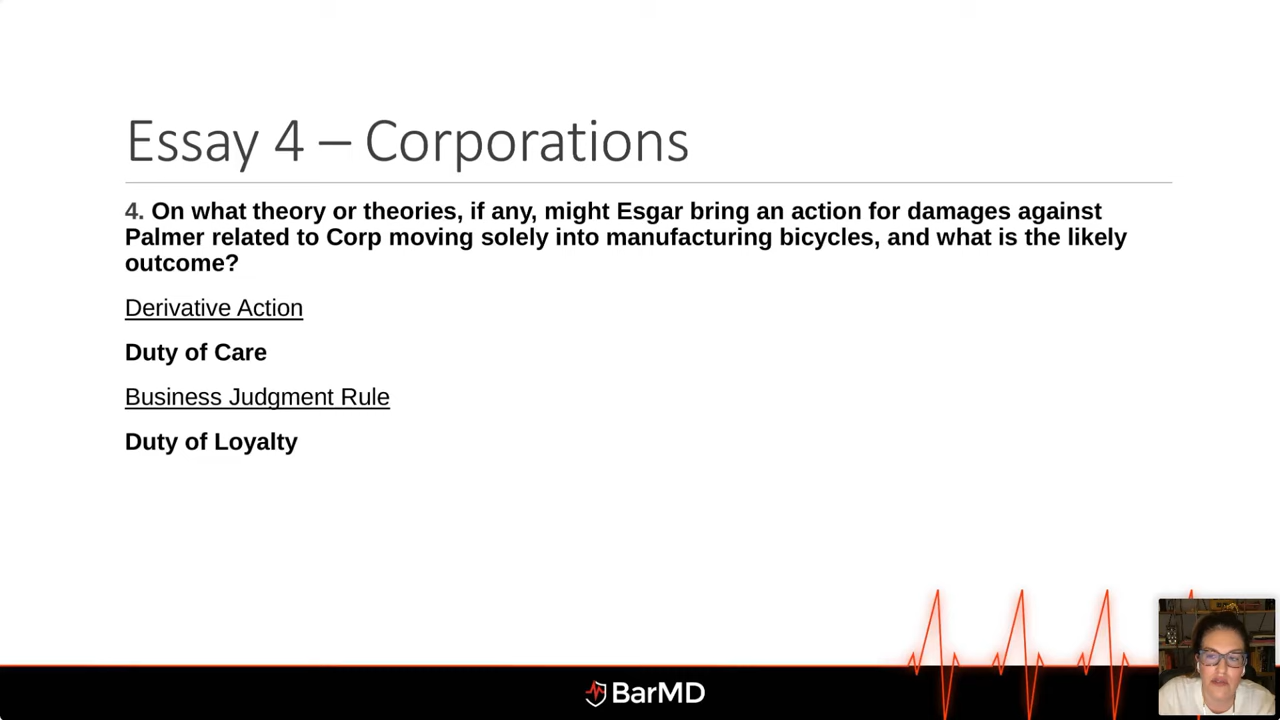 Essay 4 – Corporations
4. On what theory or theories, if any, might Esgar bring an action for damages against
Palmer related to Corp moving solely into manufacturing bicycles, and what is the likely
outcome?
Derivative Action
Duty of Care
Business Judgment Rule
Duty of Loyalty
BarMD